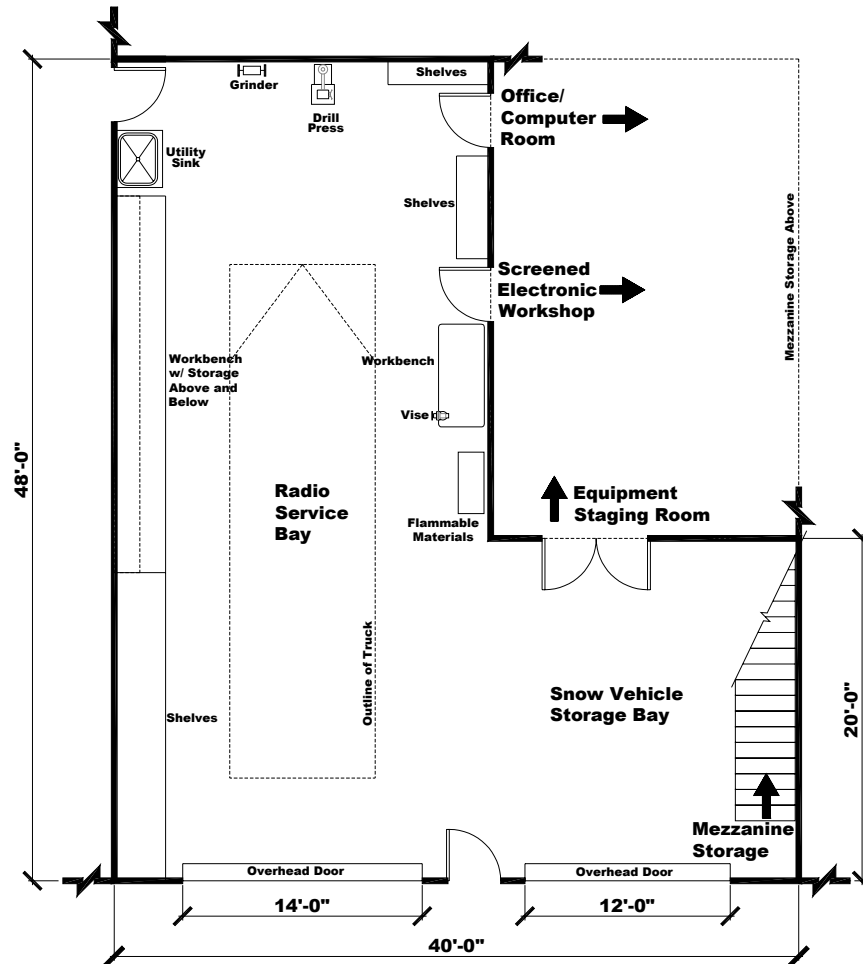 Shelves
Grinder
Drill
Press
Office/
Computer
Room
Utility
Sink
Shelves
Mezzanine Storage Above
Screened
Electronic
Workshop
Workbench
w/ Storage
Above and
Below
Workbench
Vise
48'-0"
Radio
Service
Bay
Flammable
Materials
Equipment
Staging Room
Outline of Truck
Snow Vehicle
Storage Bay
20'-0"
Shelves
Mezzanine
Storage
Overhead Door
Overhead Door
14'-0"
12'-0"
40'-0"